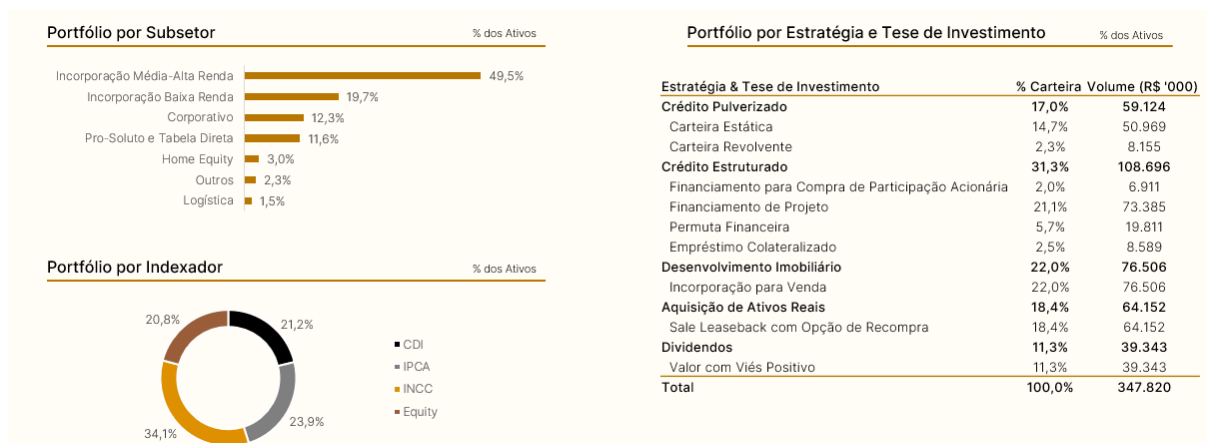 Portfólio por Subsetor % dos Ativos
Incorporação Média-Alta Renda 49,5%
Incorporação Baixa Renda 19,7%
Corporativo 12,3%
Pro-Soluto e Tabela Direta 11,6%
Home Equity 3,0%
Outros 2,3%
Logística 1,5%
Portfólio por Indexador % dos Ativos
20,8%
21,2%
34,1%
23,9%
CDI
IPCA
INCC
Equity
Portfólio por Estratégia e Tese de Investimento % dos Ativos
Estratégia & Tese de Investimento % Carteira Volume (R$ '000)
Crédito Pulverizado 17,0% 59.124
Carteira Estática 14,7% 50.969
Carteira Revolvente 2,3% 8.155
Crédito Estruturado 31,3% 108.696
Financiamento para Compra de Participação Acionária 2,0% 6.911
Financiamento de Projeto 21,1% 73.385
Permuta Financeira 5,7% 19.811
Empréstimo Colateralizado 2,5% 8.589
Desenvolvimento Imobiliário 22,0% 76.506
Incorporação para Venda 22,0% 76.506
Aquisição de Ativos Reais 18,4% 64.152
Sale Leaseback com Opção de Recompra 18,4% 64.152
Dividendos 11,3% 39.343
Valor com Viés Positivo 11,3% 39.343
Total 100,0% 347.820